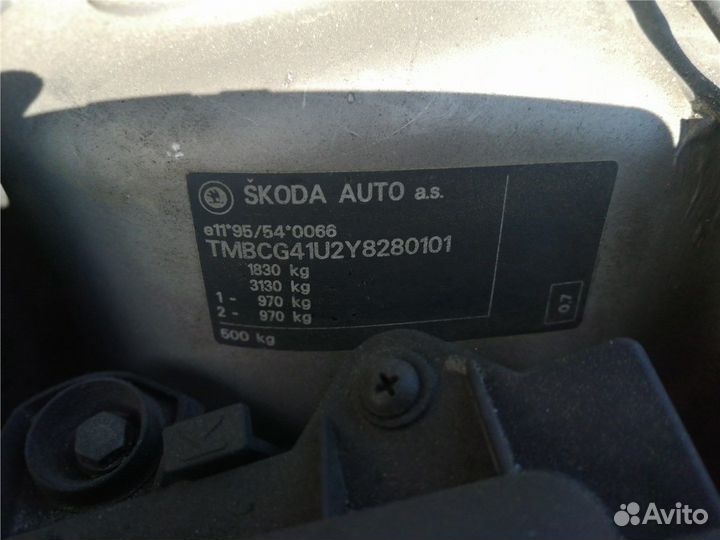 ŠKODA AUTO a.s.
e11*95/54*0066
TMBCG41U2Y8280101
1830 kg
3130 kg
1 - 970 kg
2 - 970 kg
500 kg
07
Avito